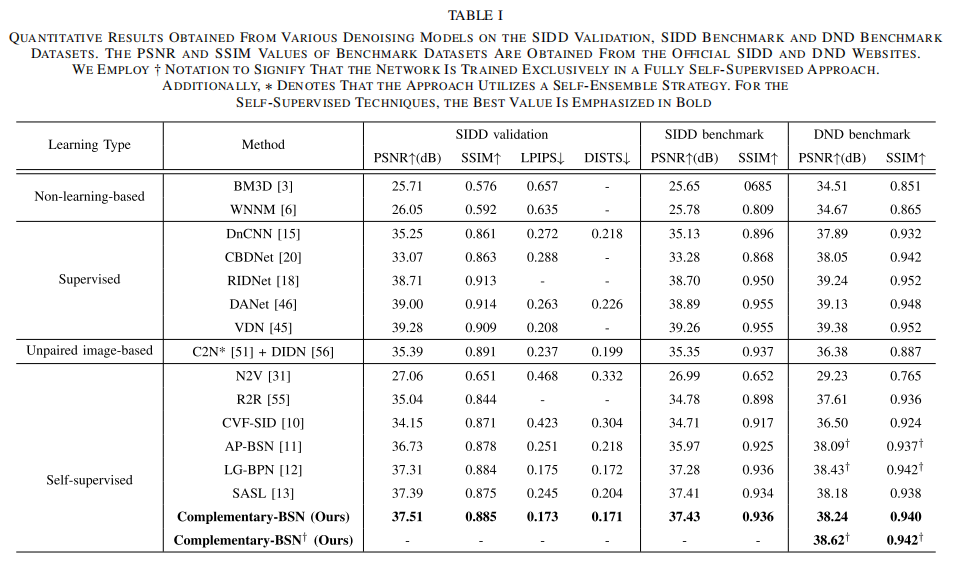 TABLE I
QUANTITATIVE RESULTS OBTAINED FROM VARIOUS DENOISING MODELS ON THE SIDD VALIDATION, SIDD BENCHMARK AND DND BENCHMARK
DATASETS. THE PSNR AND SSIM VALUES OF BENCHMARK DATASETS ARE OBTAINED FROM THE OFFICIAL SIDD AND DND WEBSITES.
WE EMPLOY † NOTATION TO SIGNIFY THAT THE NETWORK IS TRAINED EXCLUSIVELY IN A FULLY SELF-SUPERVISED APPROACH.
ADDITIONALLY, * DENOTES THAT THE APPROACH UTILIZES A SELF-ENSEMBLE STRATEGY. FOR THE
SELF-SUPERVISED TECHNIQUES, THE BEST VALUE IS EMPHASIZED IN BOLD
Learning Type Method SIDD validation SIDD benchmark DND benchmark
PSNR↑(dB) SSIM↑ LPIPS↓ DISTS↓ PSNR↑(dB) SSIM↑ PSNR↑(dB) SSIM↑
Non-learning-based BM3D [3] 25.71 0.576 0.657 - 25.65 0685 34.51 0.851
WNNM [6] 26.05 0.592 0.635 - 25.78 0.809 34.67 0.865
Supervised DnCNN [15] 35.25 0.861 0.272 0.218 35.13 0.896 37.89 0.932
CBDNet [20] 33.07 0.863 0.288 - 33.28 0.868 38.05 0.942
RIDNet [18] 38.71 0.913 - - 38.70 0.950 39.24 0.952
DANet [46] 39.00 0.914 0.263 0.226 38.89 0.955 39.13 0.948
VDN [45] 39.28 0.909 0.208 - 39.26 0.955 39.38 0.952
Unpaired image-based C2N* [51] + DIDN [56] 35.39 0.891 0.237 0.199 35.35 0.937 36.38 0.887
Self-supervised N2V [31] 27.06 0.651 0.468 0.332 26.99 0.652 29.23 0.765
R2R [55] 35.04 0.844 - - 34.78 0.898 37.61 0.936
CVF-SID [10] 34.15 0.871 0.423 0.304 34.71 0.917 36.50 0.924
AP-BSN [11] 36.73 0.878 0.251 0.218 35.97 0.925 38.09† 0.937†
LG-BPN [12] 37.31 0.884 0.175 0.172 37.28 0.936 38.43† 0.942†
SASL [13] 37.39 0.875 0.245 0.204 37.41 0.934 38.18 0.938
Complementary-BSN (Ours) 37.51 0.885 0.173 0.171 37.43 0.936 38.24 0.940
Complementary-BSN† (Ours) - - - - - - 38.62† 0.942†